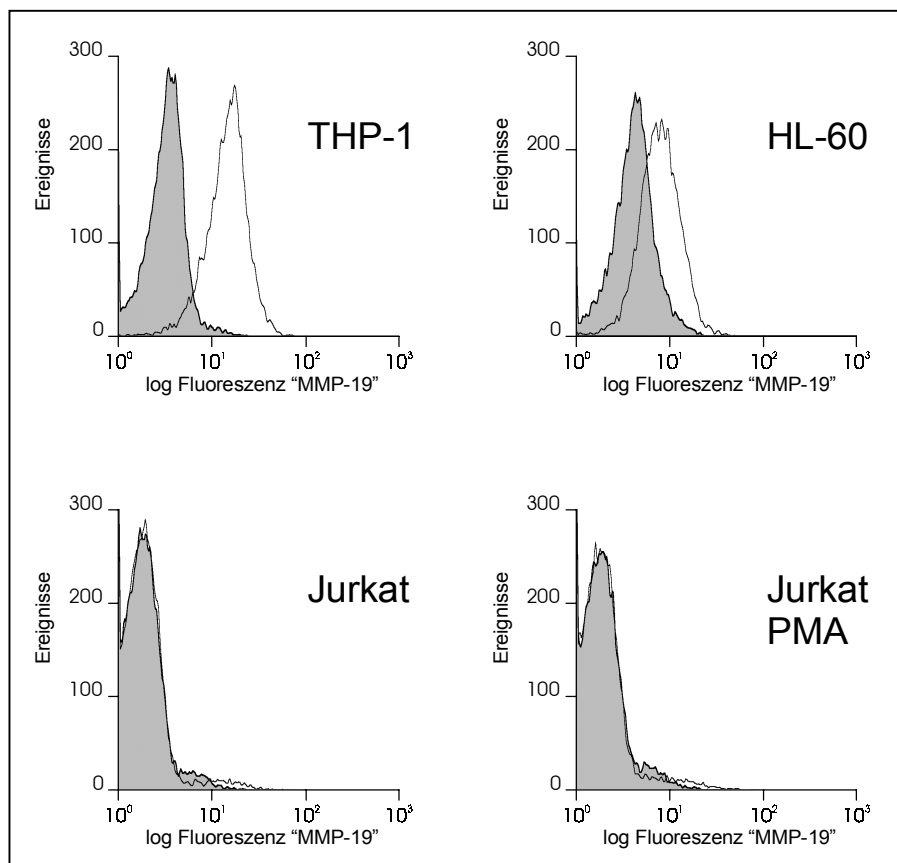 300
200
100
0
Ereignisse
THP-1
10⁰ 10¹ 10² 10³
log Fluoreszenz “MMP-19”
300
200
100
0
Ereignisse
HL-60
10⁰ 10¹ 10² 10³
log Fluoreszenz “MMP-19”
300
200
100
0
Ereignisse
Jurkat
10⁰ 10¹ 10² 10³
log Fluoreszenz “MMP-19”
300
200
100
0
Ereignisse
Jurkat
PMA
10⁰ 10¹ 10² 10³
log Fluoreszenz “MMP-19”